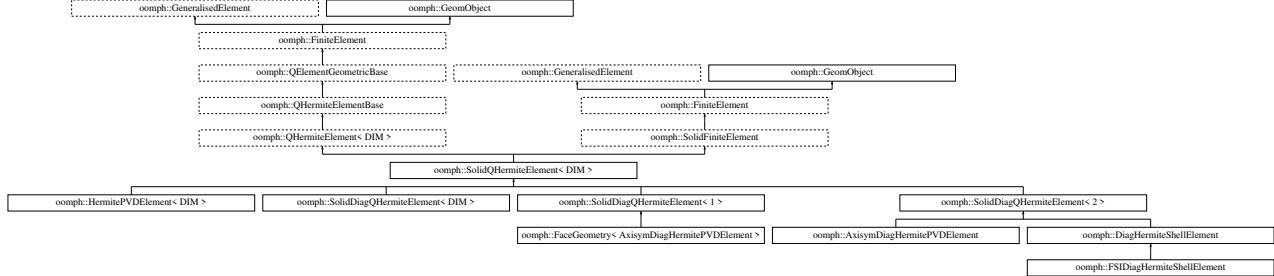 oomph::GeneralisedElement
oomph::GeomObject
oomph::FiniteElement
oomph::QElementGeometricBase
oomph::GeneralisedElement
oomph::GeomObject
oomph::QHermiteElementBase
oomph::FiniteElement
oomph::QHermiteElement< DIM >
oomph::SolidFiniteElement
oomph::SolidQHermiteElement< DIM >
oomph::HermitePVDElement< DIM >
oomph::SolidDiagQHermiteElement< DIM >
oomph::SolidDiagQHermiteElement< 1 >
oomph::SolidDiagQHermiteElement< 2 >
oomph::FaceGeometry< AxisymDiagHermitePVDElement >
oomph::AxisymDiagHermitePVDElement
oomph::DiagHermiteShellElement
oomph::FSIDiagHermiteShellElement